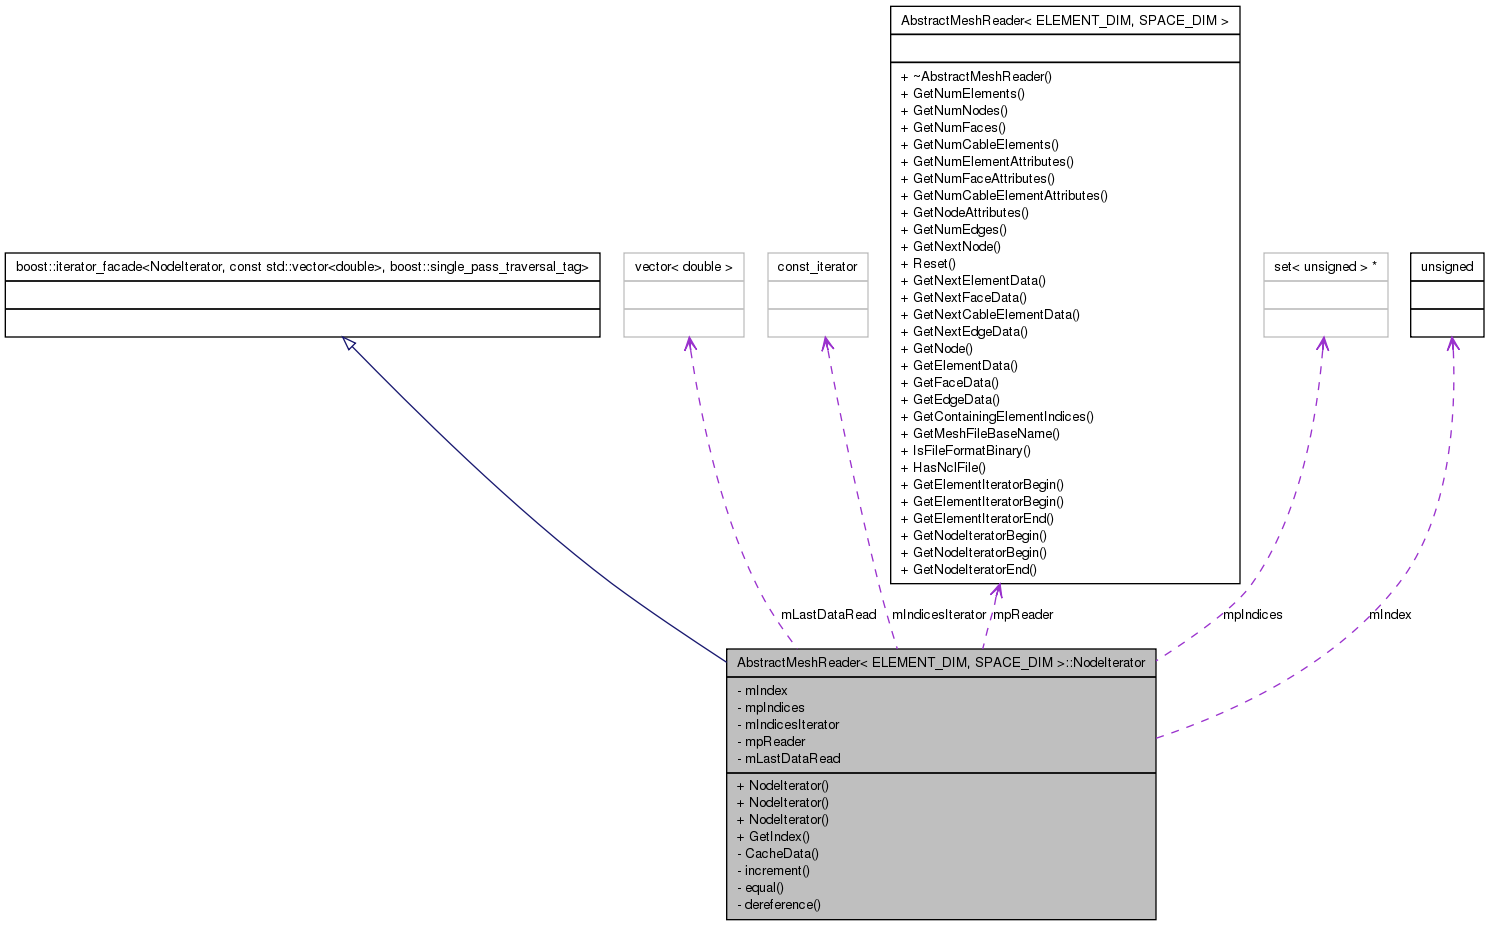 AbstractMeshReader< ELEMENT_DIM, SPACE_DIM >
+ ~AbstractMeshReader()
+ GetNumElements()
+ GetNumNodes()
+ GetNumFaces()
+ GetNumCableElements()
+ GetNumElementAttributes()
+ GetNumFaceAttributes()
+ GetNumCableElementAttributes()
+ GetNodeAttributes()
+ GetNumEdges()
+ GetNextNode()
+ Reset()
+ GetNextElementData()
+ GetNextFaceData()
+ GetNextCableElementData()
+ GetNextEdgeData()
+ GetNode()
+ GetElementData()
+ GetFaceData()
+ GetEdgeData()
+ GetContainingElementIndices()
+ GetMeshFileBaseName()
+ IsFileFormatBinary()
+ HasNclFile()
+ GetElementIteratorBegin()
+ GetElementIteratorBegin()
+ GetElementIteratorEnd()
+ GetNodeIteratorBegin()
+ GetNodeIteratorBegin()
+ GetNodeIteratorEnd()
boost::iterator_facade<NodeIterator, const std::vector<double>, boost::single_pass_traversal_tag>
vector< double >
const_iterator
set< unsigned > *
unsigned
mLastDataRead
mIndicesIterator
mpReader
mpIndices
mIndex
AbstractMeshReader< ELEMENT_DIM, SPACE_DIM >::NodeIterator
- mIndex
- mpIndices
- mIndicesIterator
- mpReader
- mLastDataRead
+ NodeIterator()
+ NodeIterator()
+ NodeIterator()
+ GetIndex()
- CacheData()
- increment()
- equal()
- dereference()